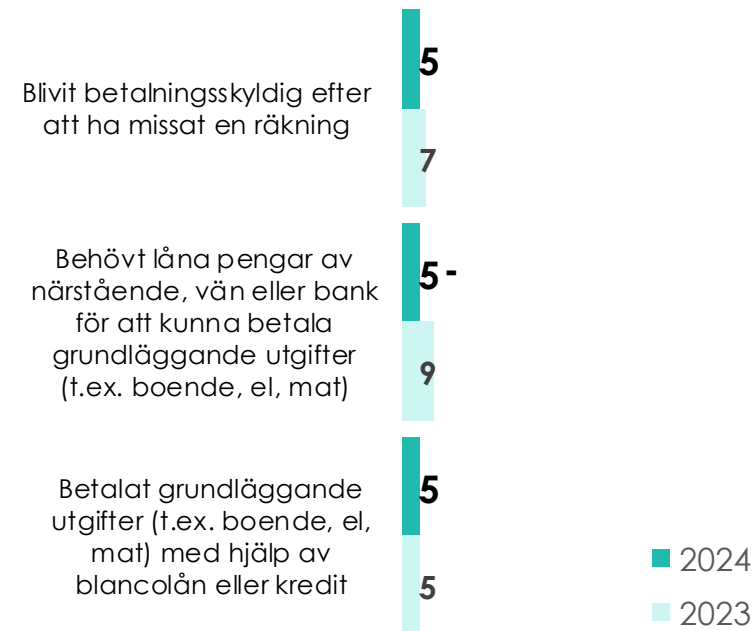 5
Blivit betalningsskyldig efter
att ha missat en räkning
7
Behövt låna pengar av
närstående, vän eller bank
för att kunna betala
grundläggande utgifter
(t.ex. boende, el, mat)
5 -
9
Betalat grundläggande
utgifter (t.ex. boende, el,
mat) med hjälp av
blancolån eller kredit
5
5
2024
2023